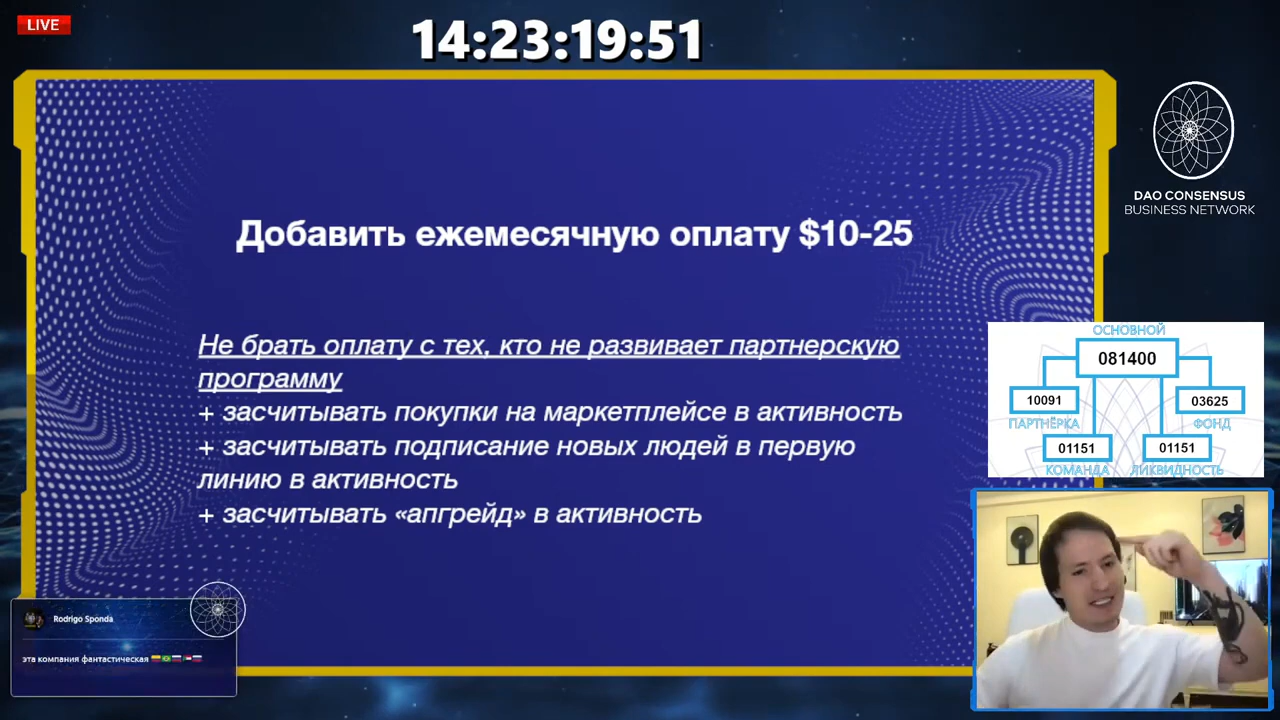 LIVE
14:23:19:51
DAO CONSENSUS
BUSINESS NETWORK
Добавить ежемесячную оплату $10-25
Не брать оплату с тех, кто не развивает партнерскую
программу
+ засчитывать покупки на маркетплейсе в активность
+ засчитывать подписание новых людей в первую
линию в активность
+ засчитывать «апгрейд» в активность
ОСНОВНОЙ
081400
10091
03625
ПАРТНЁРКА
ФОНД
01151
01151
КОМАНДА
ЛИКВИДНОСТЬ
Rodrigo Sponda
эта компания фантастическая